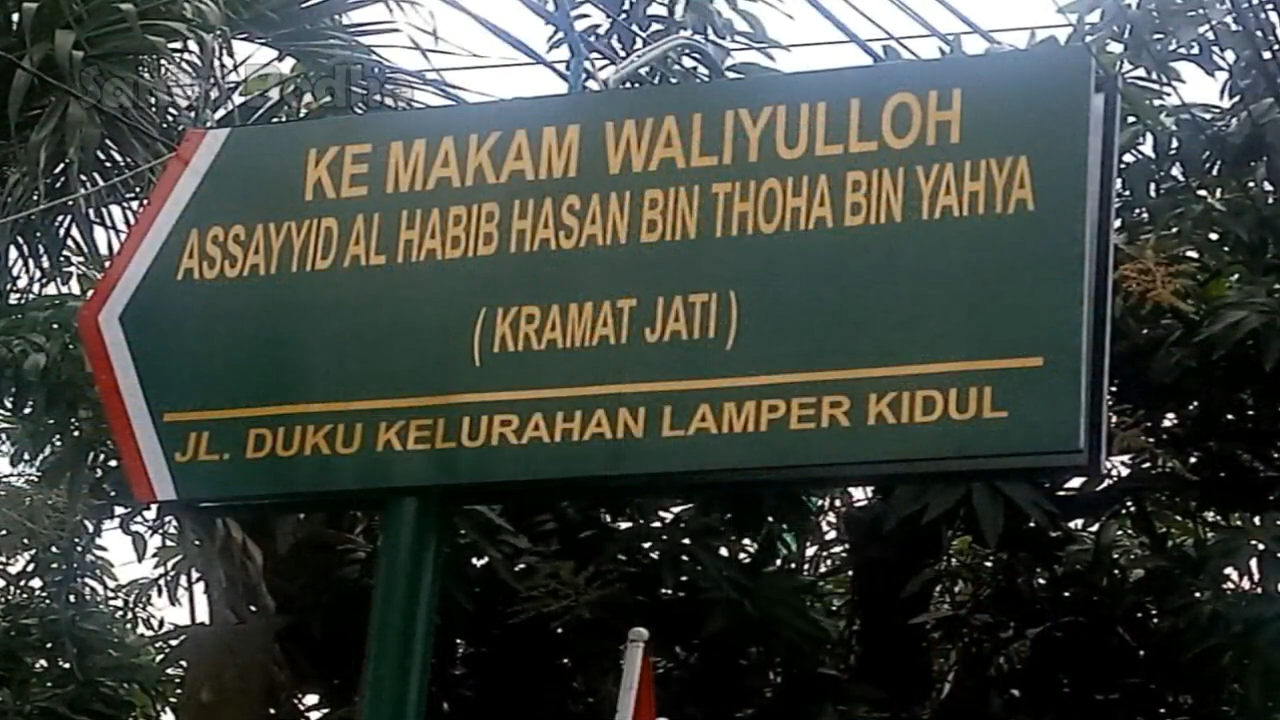 KE MAKAM WALIYULLOH
ASSAYYID AL HABIB HASAN BIN THOHA BIN YAHYA
( KRAMAT JATI )
JL. DUKU KELURAHAN LAMPER KIDUL